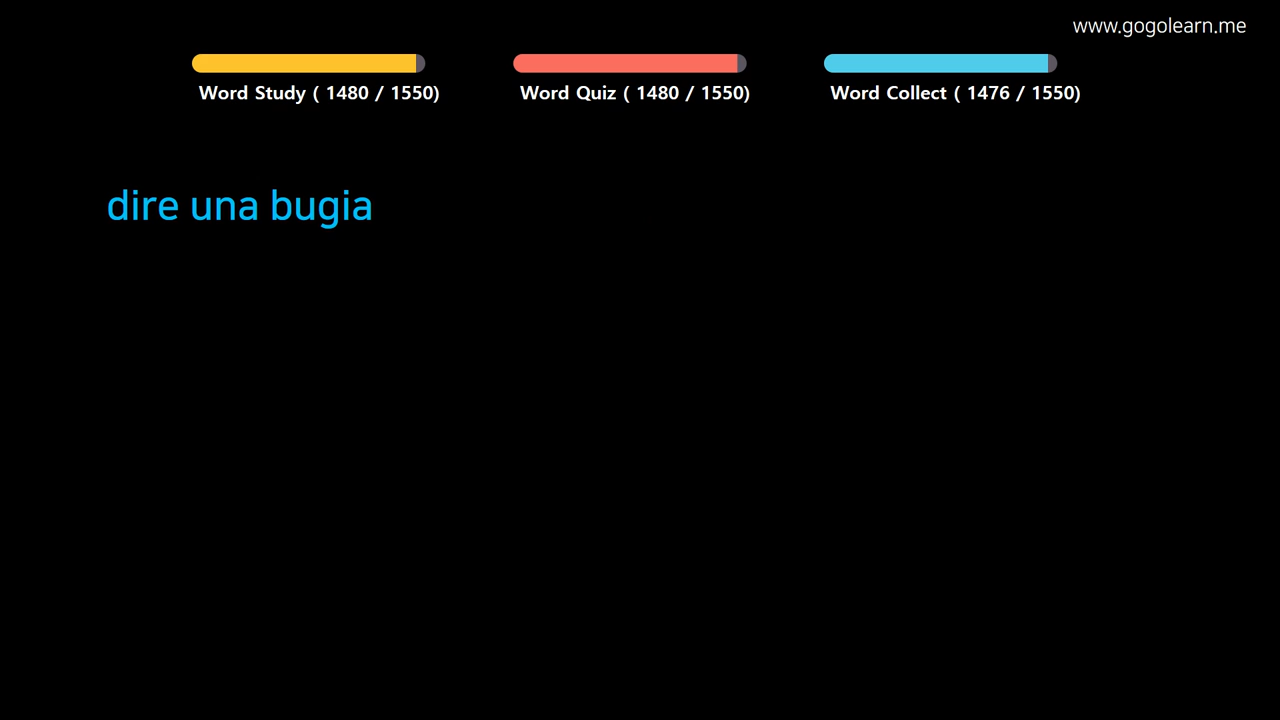 www.gogolearn.me
Word Study ( 1480 / 1550)
Word Quiz ( 1480 / 1550)
Word Collect ( 1476 / 1550)
dire una bugia